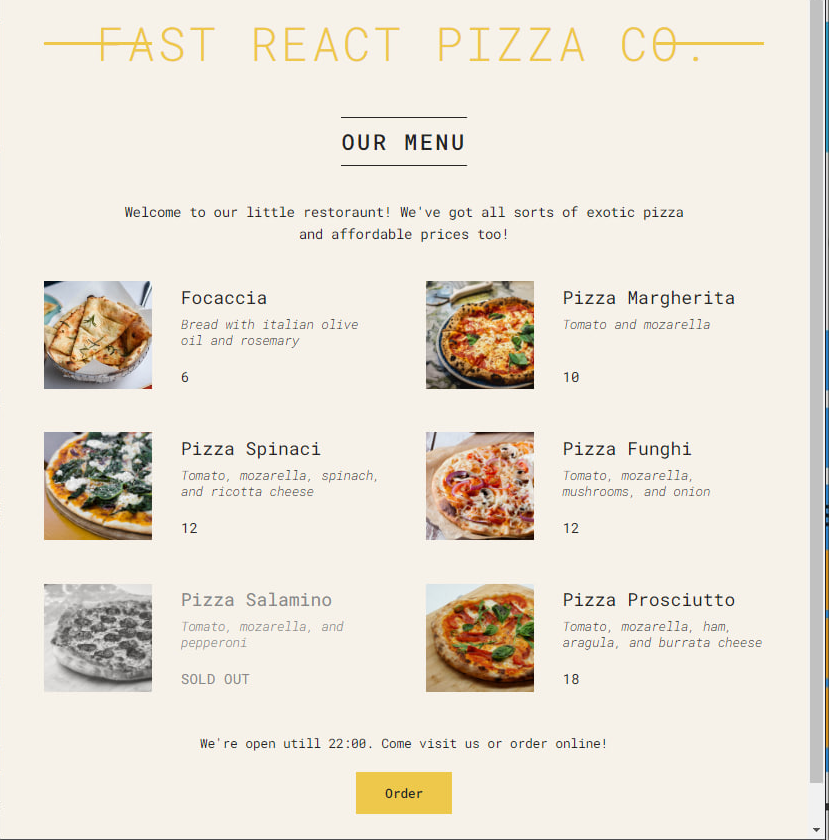 FAST REACT PIZZA CO.
OUR MENU
Welcome to our little restoraunt! We've got all sorts of exotic pizza
and affordable prices too!
Focaccia
Bread with italian olive
oil and rosemary
6
Pizza Margherita
Tomato and mozarella
10
Pizza Spinaci
Tomato, mozarella, spinach,
and ricotta cheese
12
Pizza Funghi
Tomato, mozarella,
mushrooms, and onion
12
Pizza Salamino
Tomato, mozarella, and
pepperoni
SOLD OUT
Pizza Prosciutto
Tomato, mozarella, ham,
aragula, and burrata cheese
18
We're open utill 22:00. Come visit us or order online!
Order